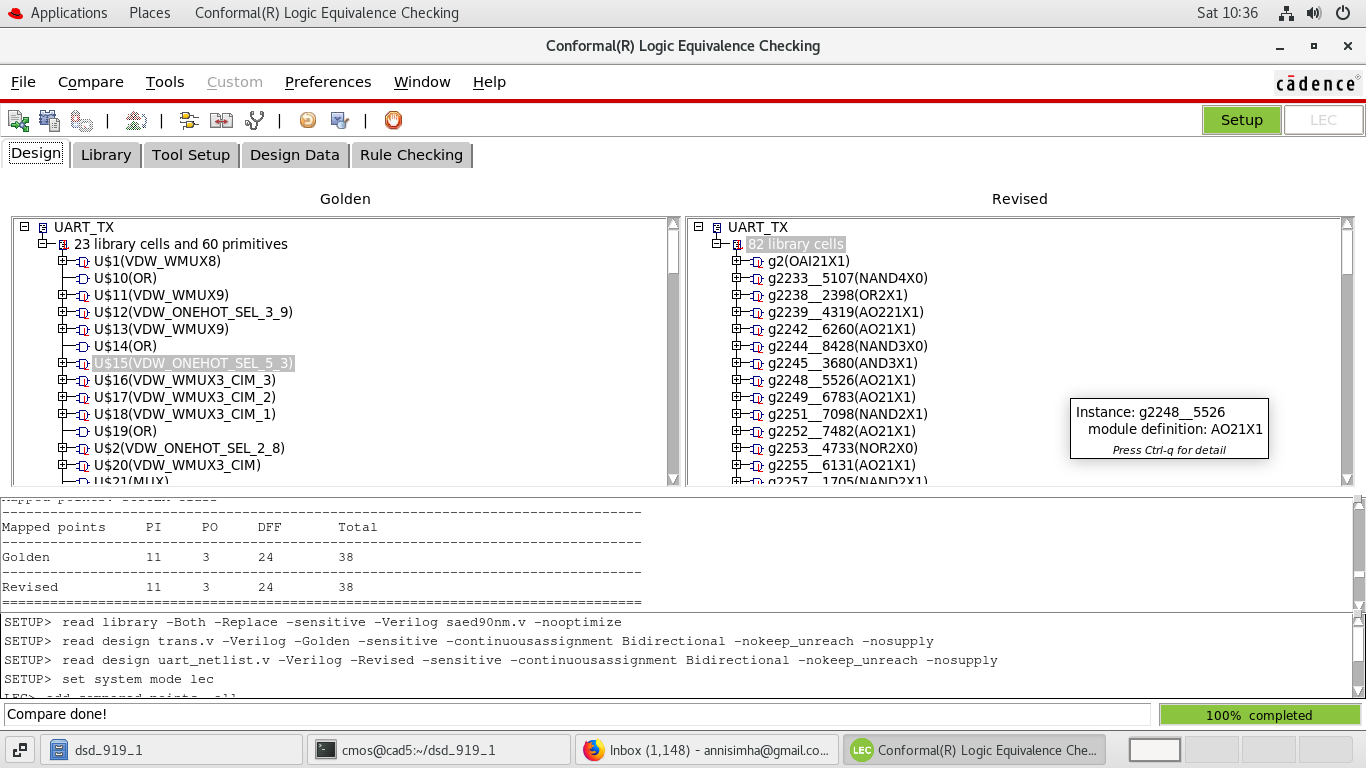 Applications Places Conformal(R) Logic Equivalence Checking Sat 10:36
Conformal(R) Logic Equivalence Checking
File Compare Tools Custom Preferences Window Help cādence
Setup LEC
Design Library Tool Setup Design Data Rule Checking
Golden Revised
UART_TX
23 library cells and 60 primitives
U$1(VDW_WMUX8)
U$10(OR)
U$11(VDW_WMUX9)
U$12(VDW_ONEHOT_SEL_3_9)
U$13(VDW_WMUX9)
U$14(OR)
U$15(VDW_ONEHOT_SEL_5_3)
U$16(VDW_WMUX3_CIM_3)
U$17(VDW_WMUX3_CIM_2)
U$18(VDW_WMUX3_CIM_1)
U$19(OR)
U$2(VDW_ONEHOT_SEL_2_8)
U$20(VDW_WMUX3_CIM)
U$21(MUX)
UART_TX
82 library cells
g2(OAI21X1)
g2233__5107(NAND4X0)
g2238__2398(OR2X1)
g2239__4319(AO221X1)
g2242__6260(AO21X1)
g2244__8428(NAND3X0)
g2245__3680(AND3X1)
g2248__5526(AO21X1)
g2249__6783(AO21X1)
g2251__7098(NAND2X1)
g2252__7482(AO21X1)
g2253__4733(NOR2X0)
g2255__6131(AO21X1)
g2257__1705(NAND2X1)
Instance: g2248__5526
module definition: AO21X1
Press Ctrl-q for detail
Mapped points: SYSTEM class
--------------------------------------------------------------------------------
Mapped points PI PO DFF Total
--------------------------------------------------------------------------------
Golden 11 3 24 38
--------------------------------------------------------------------------------
Revised 11 3 24 38
================================================================================
SETUP> read library -Both -Replace -sensitive -Verilog saed90nm.v -nooptimize
SETUP> read design trans.v -Verilog -Golden -sensitive -continuousassignment Bidirectional -nokeep_unreach -nosupply
SETUP> read design uart_netlist.v -Verilog -Revised -sensitive -continuousassignment Bidirectional -nokeep_unreach -nosupply
SETUP> set system mode lec
LEC> add compared points -all
Compare done! 100% completed
dsd_919_1 cmos@cad5:~/dsd_919_1 Inbox (1,148) - annisimha@gmail.co... LEC Conformal(R) Logic Equivalence Che...